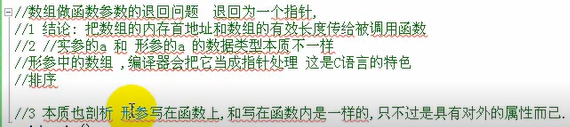 //数组做函数参数的退回问题 退回为一个指针,
//1 结论: 把数组的内存首地址和数组的有效长度传给被调用函数
//2 //实参的a 和 形参的a 的数据类型本质不一样
//形参中的数组 ,编译器会把它当成指针处理 这是C语言的特色
//排序
//3 本质也剖析 形参写在函数上,和写在函数内是一样的,只不过是具有对外的属性而已.